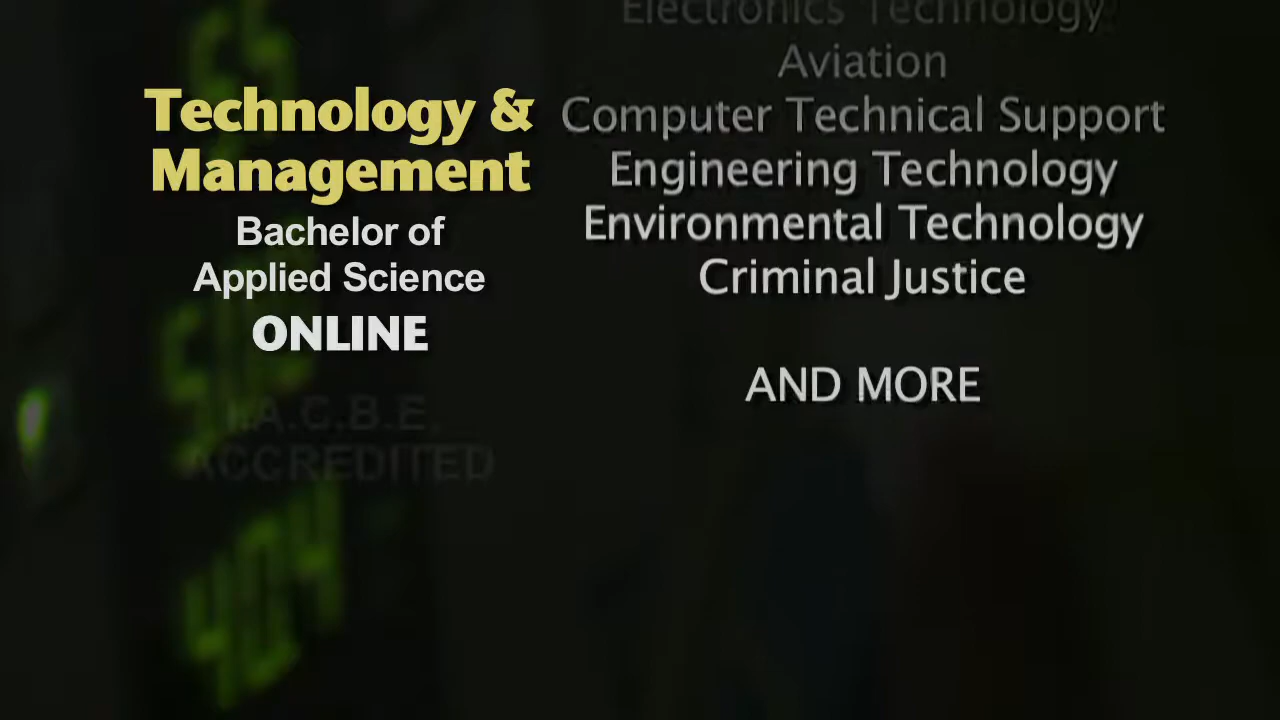 Technology &
Management
Bachelor of
Applied Science
ONLINE
I.A.C.B.E.
ACCREDITED
Electronics Technology
Aviation
Computer Technical Support
Engineering Technology
Environmental Technology
Criminal Justice
AND MORE